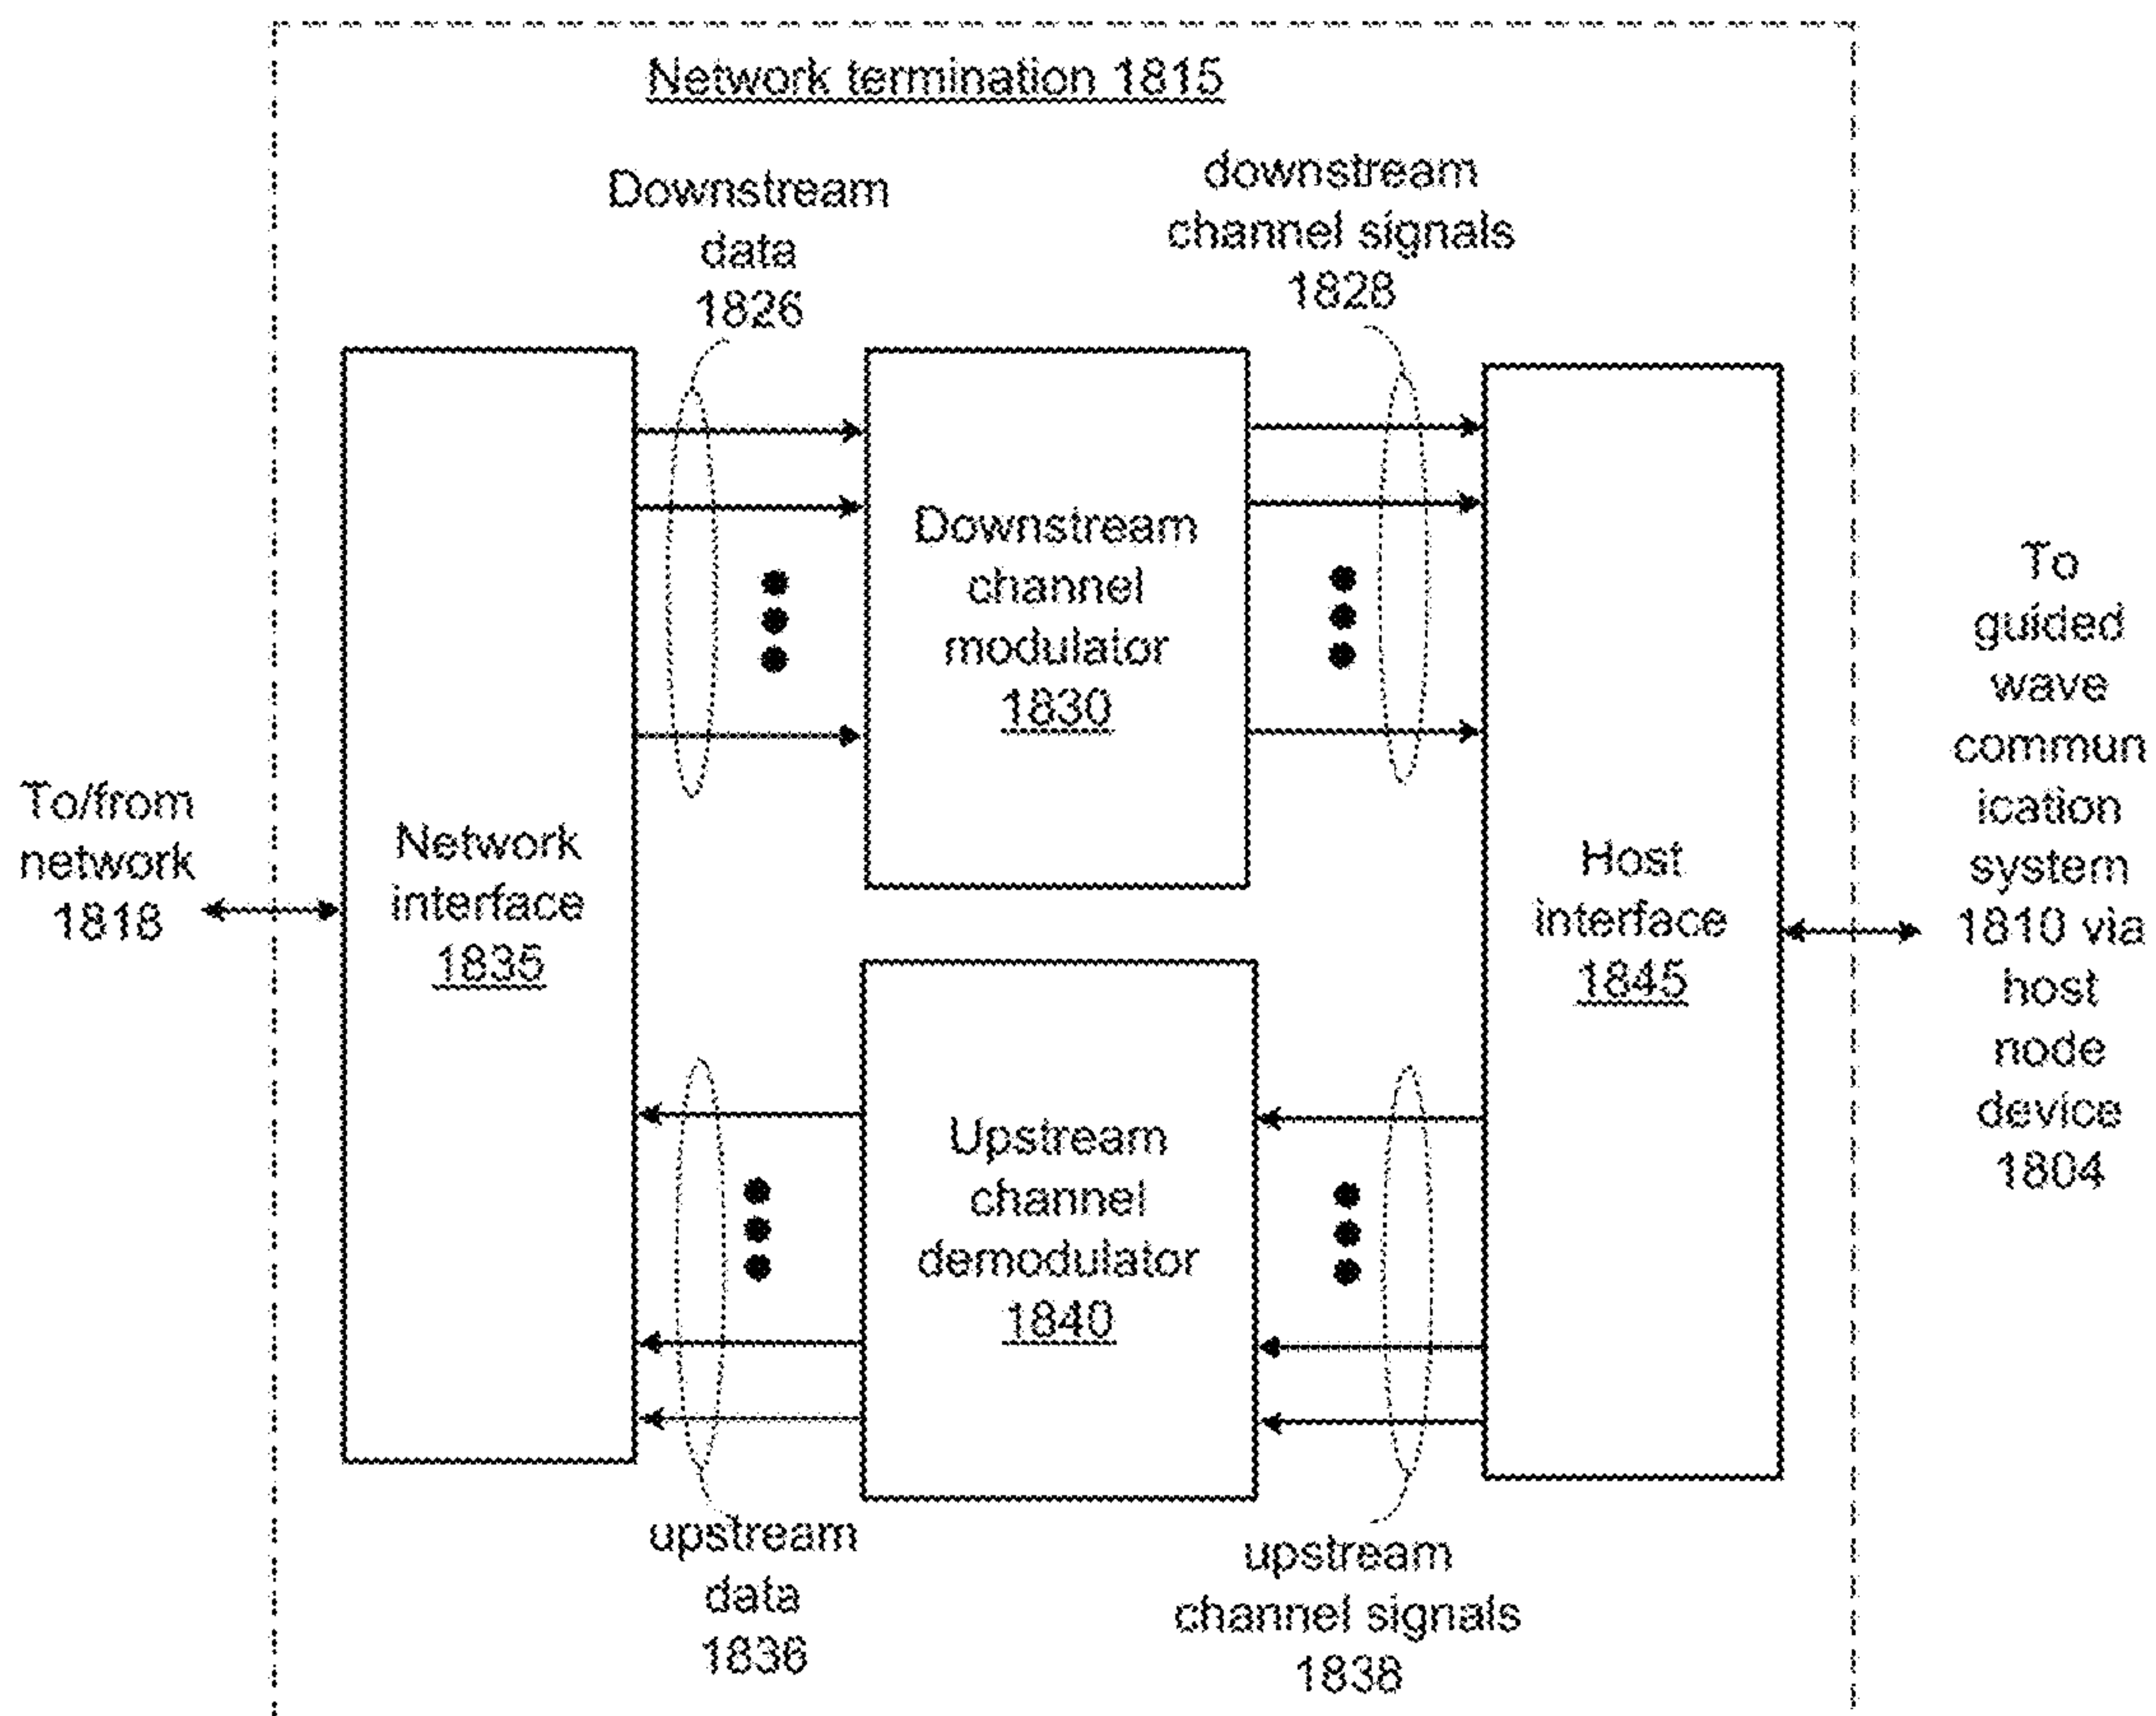 Network termination 1815
Downstream
data
1826
downstream
channel signals
1828
Downstream
channel
modulator
1830
To/from
network
1818
Network
interface
1835
Host
interface
1845
To
guided
wave
commun
ication
system
1810 via
host
node
device
1804
Upstream
channel
demodulator
1840
upstream
data
1836
upstream
channel signals
1838